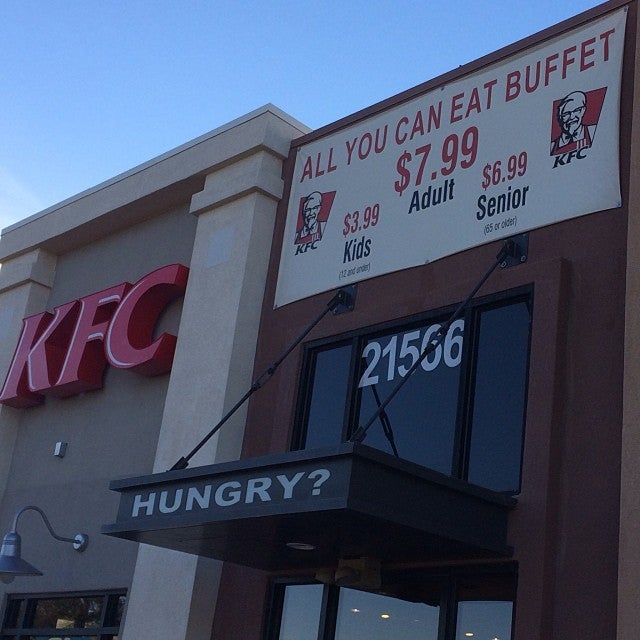 ALL YOU CAN EAT BUFFET
$7.99
Adult
$3.99
Kids
(12 and under)
$6.99
Senior
(65 or older)
KFC
KFC
KFC
21566
HUNGRY?